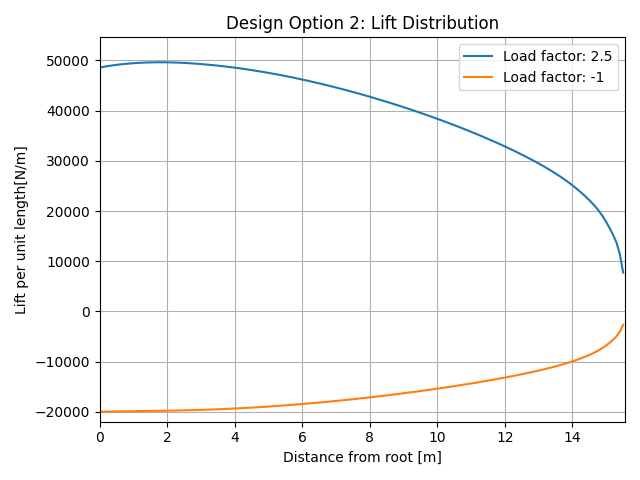 Design Option 2: Lift Distribution
Load factor: 2.5
Load factor: -1
Lift per unit length[N/m]
50000
40000
30000
20000
10000
0
−10000
−20000
0 2 4 6 8 10 12 14
Distance from root [m]